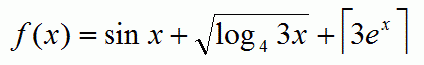 f(x) = sin x + √(log₄ 3x) + ⌈3eˣ⌉